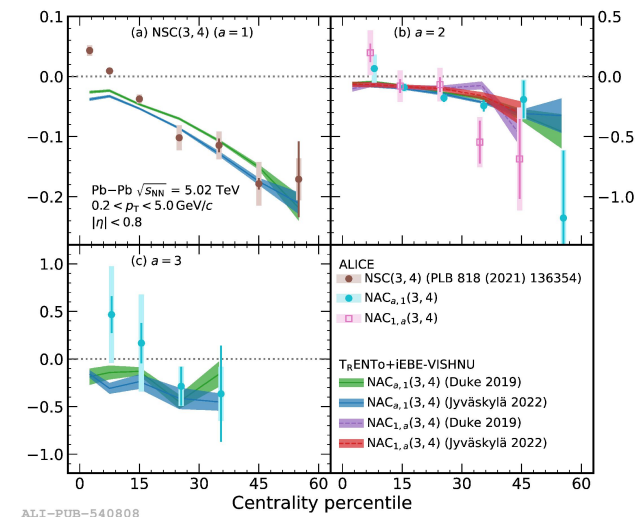 (a) NSC(3, 4) (a = 1)
(b) a = 2
0.1
0.0
−0.1
−0.2
0.5
0.0
−0.5
−1.0
Pb−Pb √sNN = 5.02 TeV
0.2 < pT < 5.0 GeV/c
|η| < 0.8
(c) a = 3
1.0
0.5
0.0
−0.5
−1.0
ALICE
NSC(3, 4) (PLB 818 (2021) 136354)
NACa,1(3, 4)
NAC1,a(3, 4)
TRENTo+iEBE-VISHNU
NACa,1(3, 4) (Duke 2019)
NACa,1(3, 4) (Jyväskylä 2022)
NAC1,a(3, 4) (Duke 2019)
NAC1,a(3, 4) (Jyväskylä 2022)
0 15 30 45 60 0 15 30 45 60
Centrality percentile
ALI−PUB−540808